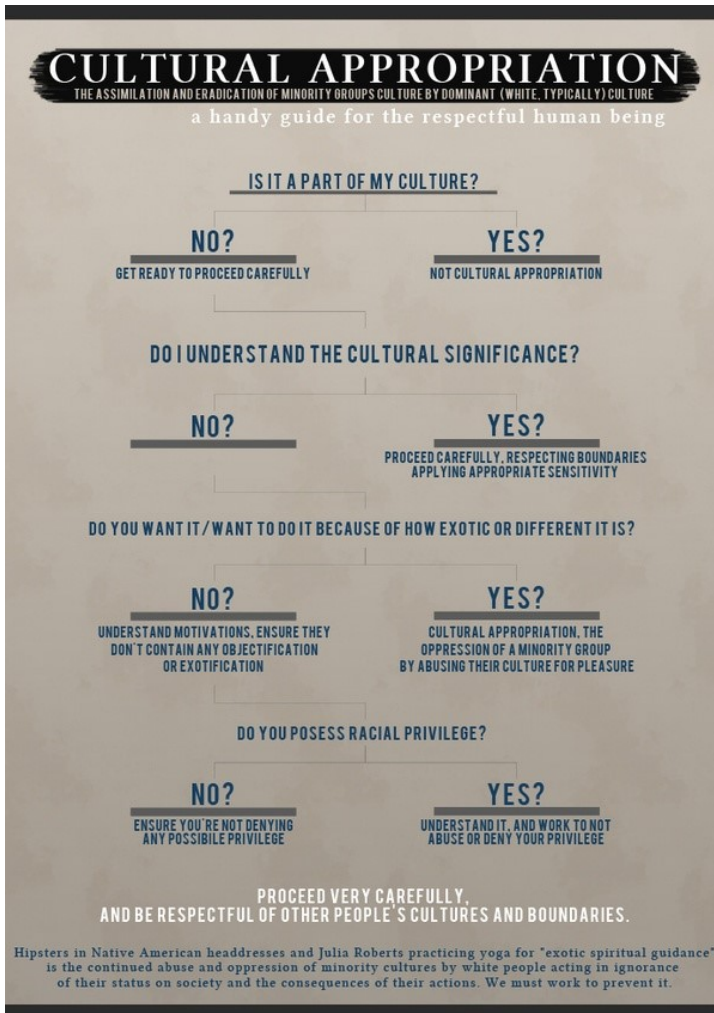 CULTURAL APPROPRIATION
THE ASSIMILATION AND ERADICATION OF MINORITY GROUPS CULTURE BY DOMINANT (WHITE, TYPICALLY) CULTURE
a handy guide for the respectful human being
IS IT A PART OF MY CULTURE?
NO?
GET READY TO PROCEED CAREFULLY
YES?
NOT CULTURAL APPROPRIATION
DO I UNDERSTAND THE CULTURAL SIGNIFICANCE?
NO?
YES?
PROCEED CAREFULLY, RESPECTING BOUNDARIES
APPLYING APPROPRIATE SENSITIVITY
DO YOU WANT IT/WANT TO DO IT BECAUSE OF HOW EXOTIC OR DIFFERENT IT IS?
NO?
UNDERSTAND MOTIVATIONS, ENSURE THEY
DON'T CONTAIN ANY OBJECTIFICATION
OR EXOTIFICATION
YES?
CULTURAL APPROPRIATION, THE
OPPRESSION OF A MINORITY GROUP
BY ABUSING THEIR CULTURE FOR PLEASURE
DO YOU POSESS RACIAL PRIVILEGE?
NO?
ENSURE YOU'RE NOT DENYING
ANY POSSIBILE PRIVILEGE
YES?
UNDERSTAND IT, AND WORK TO NOT
ABUSE OR DENY YOUR PRIVILEGE
PROCEED VERY CAREFULLY,
AND BE RESPECTFUL OF OTHER PEOPLE'S CULTURES AND BOUNDARIES.
Hipsters in Native American headdresses and Julia Roberts practicing yoga for "exotic spiritual guidance"
is the continued abuse and oppression of minority cultures by white people acting in ignorance
of their status on society and the consequences of their actions. We must work to prevent it.